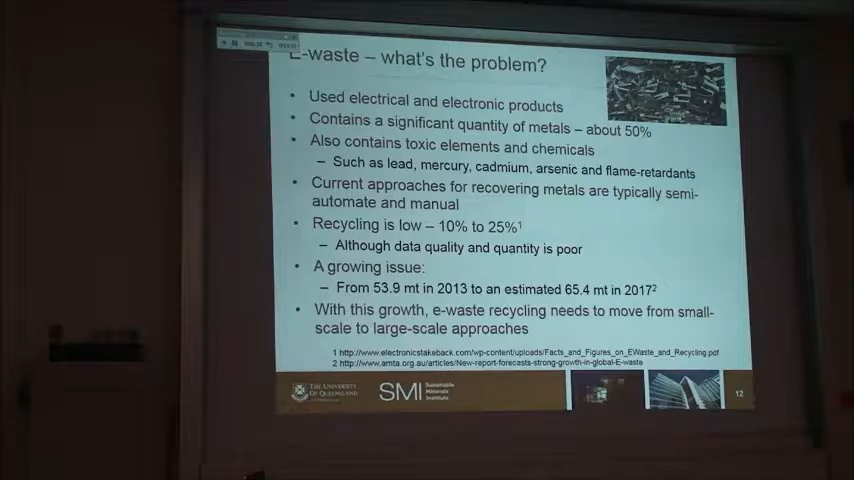 E-waste – what's the problem?
• Used electrical and electronic products
• Contains a significant quantity of metals – about 50%
• Also contains toxic elements and chemicals
– Such as lead, mercury, cadmium, arsenic and flame-retardants
• Current approaches for recovering metals are typically semi-
automate and manual
• Recycling is low – 10% to 25%¹
– Although data quality and quantity is poor
• A growing issue:
– From 53.9 mt in 2013 to an estimated 65.4 mt in 2017²
• With this growth, e-waste recycling needs to move from small-
scale to large-scale approaches
1 http://www.electronicstakeback.com/wp-content/uploads/Facts_and_Figures_on_EWaste_and_Recycling.pdf
2 http://www.amta.org.au/articles/New-report-forecasts-strong-growth-in-global-E-waste
THE UNIVERSITY
OF QUEENSLAND
SMI
Sustainable
Minerals
Institute
12